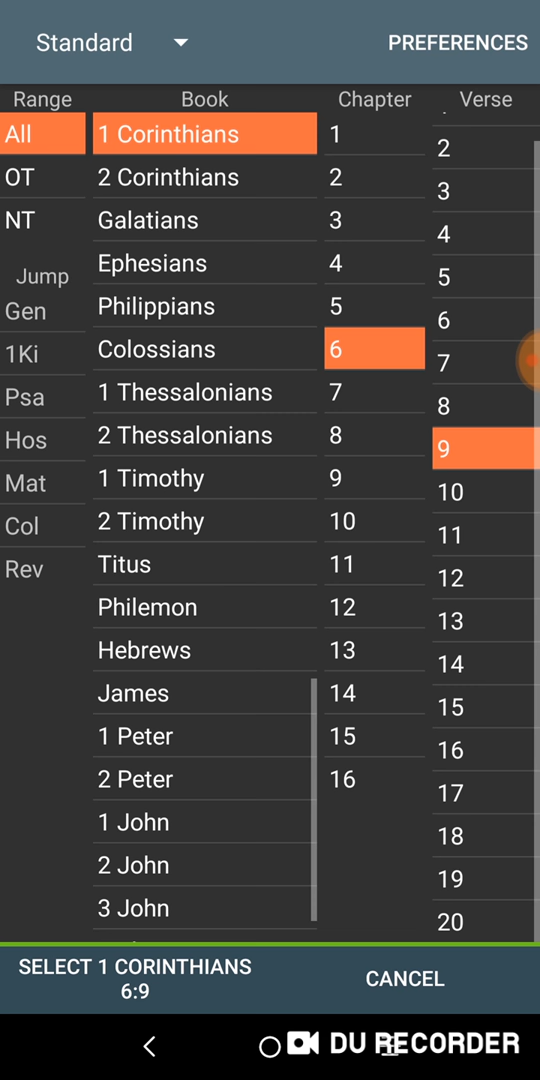 Standard
PREFERENCES
Range
Book
Chapter
Verse
All
OT
NT
Jump
Gen
1Ki
Psa
Hos
Mat
Col
Rev
1 Corinthians
2 Corinthians
Galatians
Ephesians
Philippians
Colossians
1 Thessalonians
2 Thessalonians
1 Timothy
2 Timothy
Titus
Philemon
Hebrews
James
1 Peter
2 Peter
1 John
2 John
3 John
1
2
3
4
5
6
7
8
9
10
11
12
13
14
15
16
2
3
4
5
6
7
8
9
10
11
12
13
14
15
16
17
18
19
20
SELECT 1 CORINTHIANS
6:9
CANCEL
DU RECORDER